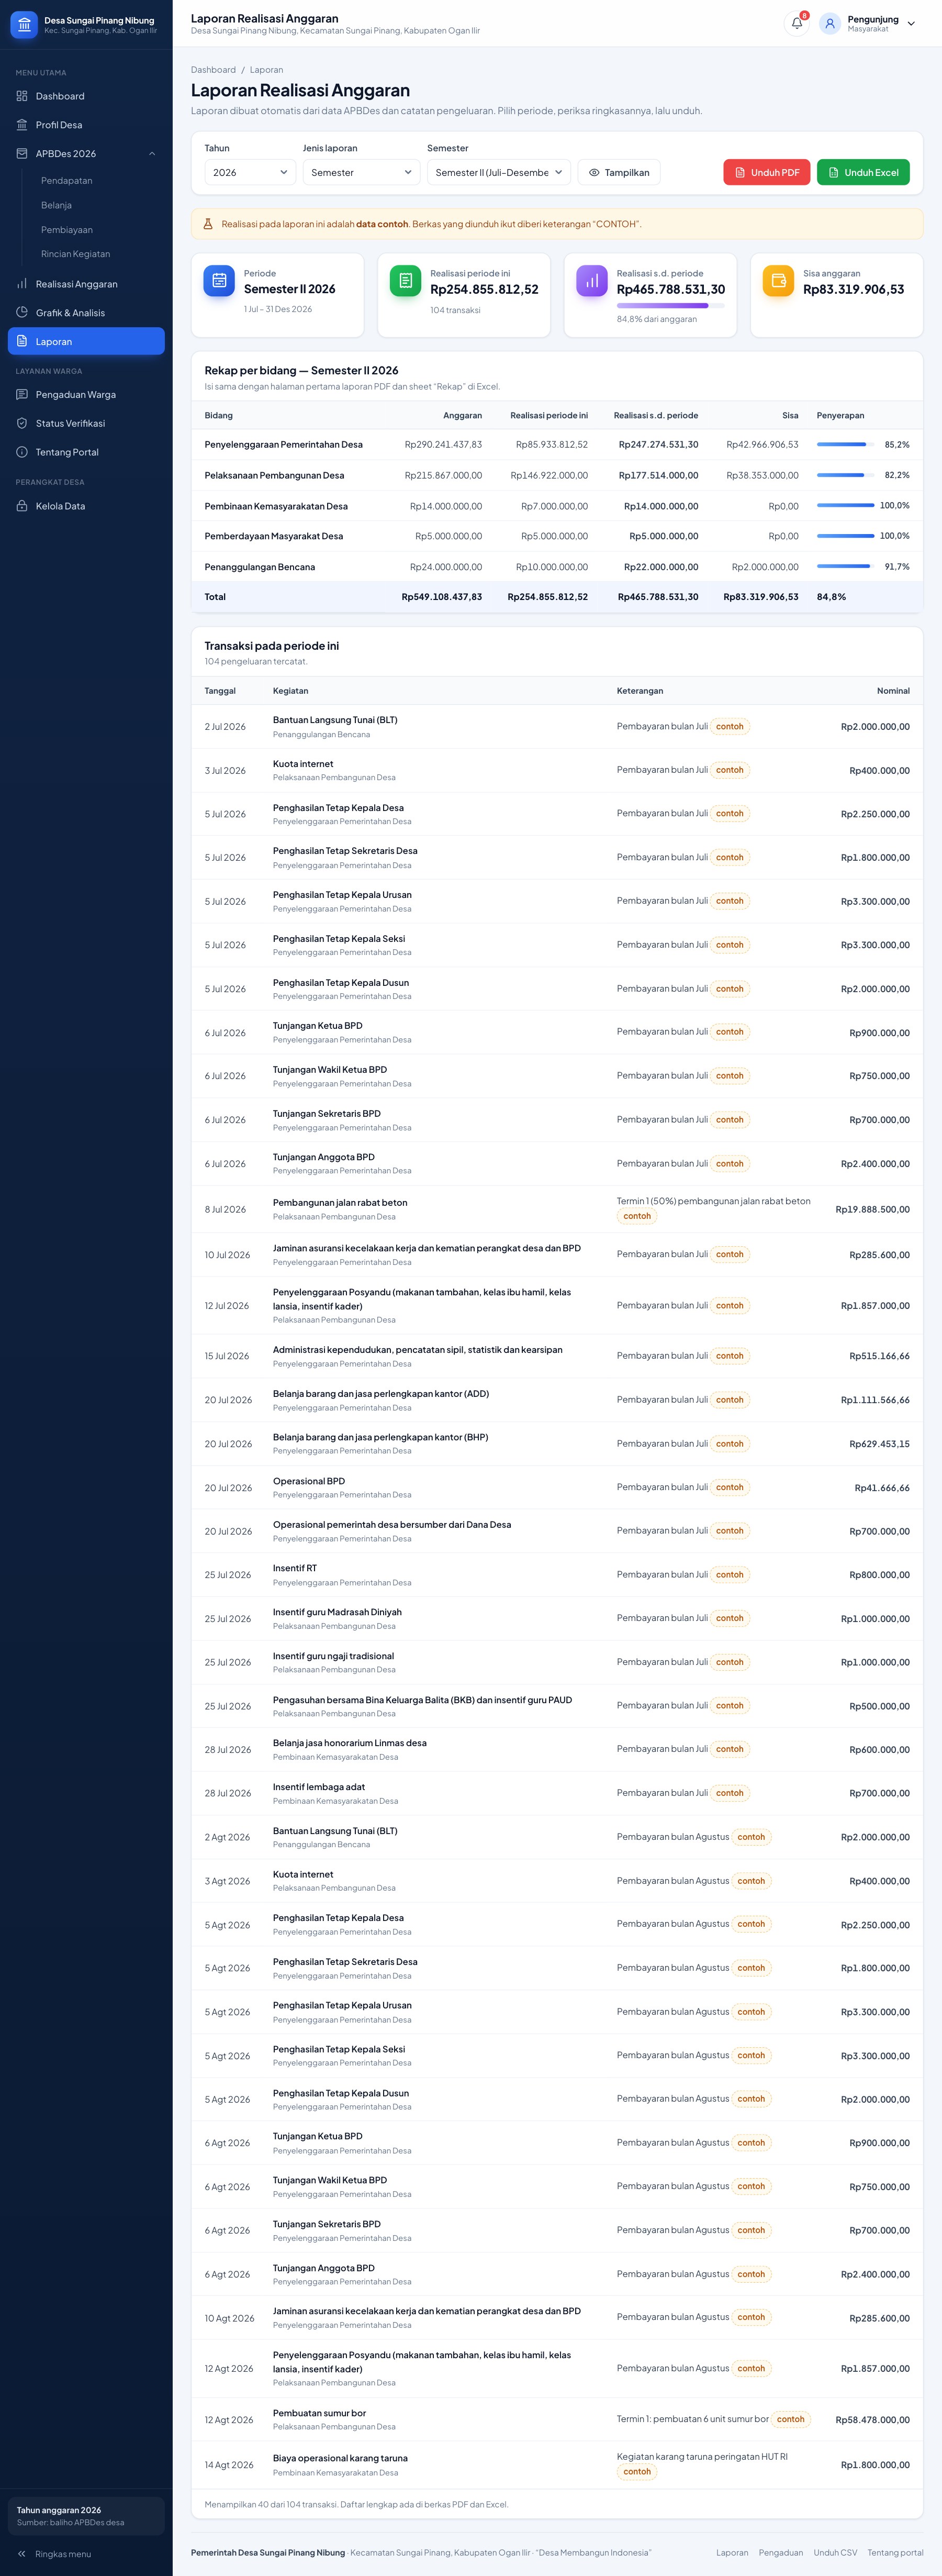 Desa Sungai Pinang Nibung
Kec. Sungai Pinang, Kab. Ogan Ilir
MENU UTAMA
Dashboard
Profil Desa
APBDes 2026
Pendapatan
Belanja
Pembiayaan
Rincian Kegiatan
Realisasi Anggaran
Grafik & Analisis
Laporan
LAYANAN WARGA
Pengaduan Warga
Status Verifikasi
Tentang Portal
PERANGKAT DESA
Kelola Data
Tahun anggaran 2026
Sumber: baliho APBDes desa
Ringkas menu
Laporan Realisasi Anggaran
Desa Sungai Pinang Nibung, Kecamatan Sungai Pinang, Kabupaten Ogan Ilir
8
Pengunjung
Masyarakat
Dashboard / Laporan
Laporan Realisasi Anggaran
Laporan dibuat otomatis dari data APBDes dan catatan pengeluaran. Pilih periode, periksa ringkasannya, lalu unduh.
Tahun Jenis laporan Semester
2026 Semester Semester II (Juli–Desembe Tampilkan Unduh PDF Unduh Excel
Realisasi pada laporan ini adalah data contoh. Berkas yang diunduh ikut diberi keterangan “CONTOH”.
Periode
Semester II 2026
1 Jul – 31 Des 2026
Realisasi periode ini
Rp254.855.812,52
104 transaksi
Realisasi s.d. periode
Rp465.788.531,30
84,8% dari anggaran
Sisa anggaran
Rp83.319.906,53
Rekap per bidang — Semester II 2026
Isi sama dengan halaman pertama laporan PDF dan sheet “Rekap” di Excel.
Bidang Anggaran Realisasi periode ini Realisasi s.d. periode Sisa Penyerapan
Penyelenggaraan Pemerintahan Desa Rp290.241.437,83 Rp85.933.812,52 Rp247.274.531,30 Rp42.966.906,53 85,2%
Pelaksanaan Pembangunan Desa Rp215.867.000,00 Rp146.922.000,00 Rp177.514.000,00 Rp38.353.000,00 82,2%
Pembinaan Kemasyarakatan Desa Rp14.000.000,00 Rp7.000.000,00 Rp14.000.000,00 Rp0,00 100,0%
Pemberdayaan Masyarakat Desa Rp5.000.000,00 Rp5.000.000,00 Rp5.000.000,00 Rp0,00 100,0%
Penanggulangan Bencana Rp24.000.000,00 Rp10.000.000,00 Rp22.000.000,00 Rp2.000.000,00 91,7%
Total Rp549.108.437,83 Rp254.855.812,52 Rp465.788.531,30 Rp83.319.906,53 84,8%
Transaksi pada periode ini
104 pengeluaran tercatat.
Tanggal Kegiatan Keterangan Nominal
2 Jul 2026 Bantuan Langsung Tunai (BLT) Pembayaran bulan Juli contoh Rp2.000.000,00
Penanggulangan Bencana
3 Jul 2026 Kuota internet Pembayaran bulan Juli contoh Rp400.000,00
Pelaksanaan Pembangunan Desa
5 Jul 2026 Penghasilan Tetap Kepala Desa Pembayaran bulan Juli contoh Rp2.250.000,00
Penyelenggaraan Pemerintahan Desa
5 Jul 2026 Penghasilan Tetap Sekretaris Desa Pembayaran bulan Juli contoh Rp1.800.000,00
Penyelenggaraan Pemerintahan Desa
5 Jul 2026 Penghasilan Tetap Kepala Urusan Pembayaran bulan Juli contoh Rp3.300.000,00
Penyelenggaraan Pemerintahan Desa
5 Jul 2026 Penghasilan Tetap Kepala Seksi Pembayaran bulan Juli contoh Rp3.300.000,00
Penyelenggaraan Pemerintahan Desa
5 Jul 2026 Penghasilan Tetap Kepala Dusun Pembayaran bulan Juli contoh Rp2.000.000,00
Penyelenggaraan Pemerintahan Desa
6 Jul 2026 Tunjangan Ketua BPD Pembayaran bulan Juli contoh Rp900.000,00
Penyelenggaraan Pemerintahan Desa
6 Jul 2026 Tunjangan Wakil Ketua BPD Pembayaran bulan Juli contoh Rp750.000,00
Penyelenggaraan Pemerintahan Desa
6 Jul 2026 Tunjangan Sekretaris BPD Pembayaran bulan Juli contoh Rp700.000,00
Penyelenggaraan Pemerintahan Desa
6 Jul 2026 Tunjangan Anggota BPD Pembayaran bulan Juli contoh Rp2.400.000,00
Penyelenggaraan Pemerintahan Desa
8 Jul 2026 Pembangunan jalan rabat beton Termin 1 (50%) pembangunan jalan rabat beton contoh Rp19.888.500,00
Pelaksanaan Pembangunan Desa
10 Jul 2026 Jaminan asuransi kecelakaan kerja dan kematian perangkat desa dan BPD Pembayaran bulan Juli contoh Rp285.600,00
Penyelenggaraan Pemerintahan Desa
12 Jul 2026 Penyelenggaraan Posyandu (makanan tambahan, kelas ibu hamil, kelas
lansia, insentif kader) Pembayaran bulan Juli contoh Rp1.857.000,00
Pelaksanaan Pembangunan Desa
15 Jul 2026 Administrasi kependudukan, pencatatan sipil, statistik dan kearsipan Pembayaran bulan Juli contoh Rp515.166,66
Penyelenggaraan Pemerintahan Desa
20 Jul 2026 Belanja barang dan jasa perlengkapan kantor (ADD) Pembayaran bulan Juli contoh Rp1.111.566,66
Penyelenggaraan Pemerintahan Desa
20 Jul 2026 Belanja barang dan jasa perlengkapan kantor (BHP) Pembayaran bulan Juli contoh Rp629.453,15
Penyelenggaraan Pemerintahan Desa
20 Jul 2026 Operasional BPD Pembayaran bulan Juli contoh Rp41.666,66
Penyelenggaraan Pemerintahan Desa
20 Jul 2026 Operasional pemerintah desa bersumber dari Dana Desa Pembayaran bulan Juli contoh Rp700.000,00
Penyelenggaraan Pemerintahan Desa
25 Jul 2026 Insentif RT Pembayaran bulan Juli contoh Rp800.000,00
Penyelenggaraan Pemerintahan Desa
25 Jul 2026 Insentif guru Madrasah Diniyah Pembayaran bulan Juli contoh Rp1.000.000,00
Pelaksanaan Pembangunan Desa
25 Jul 2026 Insentif guru ngaji tradisional Pembayaran bulan Juli contoh Rp1.000.000,00
Pelaksanaan Pembangunan Desa
25 Jul 2026 Pengasuhan bersama Bina Keluarga Balita (BKB) dan insentif guru PAUD Pembayaran bulan Juli contoh Rp500.000,00
Pelaksanaan Pembangunan Desa
28 Jul 2026 Belanja jasa honorarium Linmas desa Pembayaran bulan Juli contoh Rp600.000,00
Pembinaan Kemasyarakatan Desa
28 Jul 2026 Insentif lembaga adat Pembayaran bulan Juli contoh Rp700.000,00
Pembinaan Kemasyarakatan Desa
2 Agt 2026 Bantuan Langsung Tunai (BLT) Pembayaran bulan Agustus contoh Rp2.000.000,00
Penanggulangan Bencana
3 Agt 2026 Kuota internet Pembayaran bulan Agustus contoh Rp400.000,00
Pelaksanaan Pembangunan Desa
5 Agt 2026 Penghasilan Tetap Kepala Desa Pembayaran bulan Agustus contoh Rp2.250.000,00
Penyelenggaraan Pemerintahan Desa
5 Agt 2026 Penghasilan Tetap Sekretaris Desa Pembayaran bulan Agustus contoh Rp1.800.000,00
Penyelenggaraan Pemerintahan Desa
5 Agt 2026 Penghasilan Tetap Kepala Urusan Pembayaran bulan Agustus contoh Rp3.300.000,00
Penyelenggaraan Pemerintahan Desa
5 Agt 2026 Penghasilan Tetap Kepala Seksi Pembayaran bulan Agustus contoh Rp3.300.000,00
Penyelenggaraan Pemerintahan Desa
5 Agt 2026 Penghasilan Tetap Kepala Dusun Pembayaran bulan Agustus contoh Rp2.000.000,00
Penyelenggaraan Pemerintahan Desa
6 Agt 2026 Tunjangan Ketua BPD Pembayaran bulan Agustus contoh Rp900.000,00
Penyelenggaraan Pemerintahan Desa
6 Agt 2026 Tunjangan Wakil Ketua BPD Pembayaran bulan Agustus contoh Rp750.000,00
Penyelenggaraan Pemerintahan Desa
6 Agt 2026 Tunjangan Sekretaris BPD Pembayaran bulan Agustus contoh Rp700.000,00
Penyelenggaraan Pemerintahan Desa
6 Agt 2026 Tunjangan Anggota BPD Pembayaran bulan Agustus contoh Rp2.400.000,00
Penyelenggaraan Pemerintahan Desa
10 Agt 2026 Jaminan asuransi kecelakaan kerja dan kematian perangkat desa dan BPD Pembayaran bulan Agustus contoh Rp285.600,00
Penyelenggaraan Pemerintahan Desa
12 Agt 2026 Penyelenggaraan Posyandu (makanan tambahan, kelas ibu hamil, kelas
lansia, insentif kader) Pembayaran bulan Agustus contoh Rp1.857.000,00
Pelaksanaan Pembangunan Desa
12 Agt 2026 Pembuatan sumur bor Termin 1: pembuatan 6 unit sumur bor contoh Rp58.478.000,00
Pelaksanaan Pembangunan Desa
14 Agt 2026 Biaya operasional karang taruna Kegiatan karang taruna peringatan HUT RI contoh Rp1.800.000,00
Pembinaan Kemasyarakatan Desa
Menampilkan 40 dari 104 transaksi. Daftar lengkap ada di berkas PDF dan Excel.
Pemerintah Desa Sungai Pinang Nibung · Kecamatan Sungai Pinang, Kabupaten Ogan Ilir · “Desa Membangun Indonesia” Laporan Pengaduan Unduh CSV Tentang portal